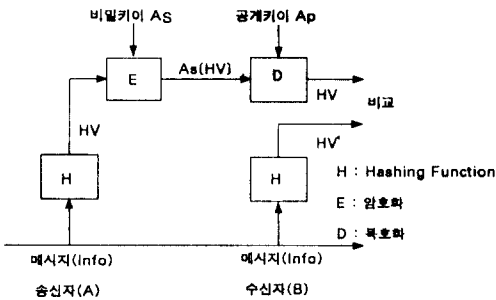 비밀키이 As
공계키이 Ap
E
As(HV)
D
HV
비교
HV
HV'
H
H
H : Hashing Function
E : 암호화
D : 복호화
메시지(Info)
메시지(Info)
송신자(A)
수신자(B)